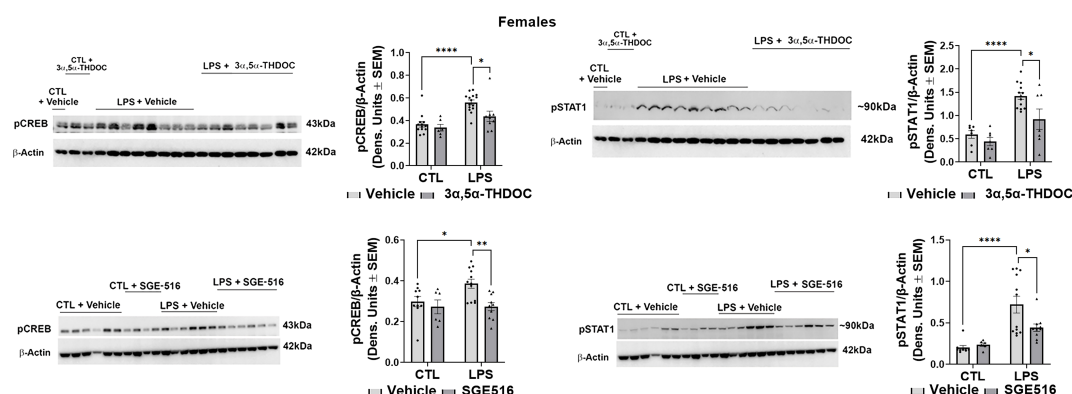 Females
CTL +
3α,5α-THDOC
LPS + 3α,5α-THDOC
CTL
+ Vehicle
LPS + Vehicle
pCREB
43kDa
β-Actin
42kDa
pCREB/β-Actin
(Dens. Units ± SEM)
1.0
0.8
0.6
0.4
0.2
0.0
****
*
CTL
LPS
Vehicle
3α,5α-THDOC
CTL +
3α,5α-THDOC
LPS + 3α,5α-THDOC
CTL
+ Vehicle
LPS + Vehicle
pSTAT1
~90kDa
β-Actin
42kDa
pSTAT1/β-Actin
(Dens. Units ± SEM)
2.5
2.0
1.5
1.0
0.5
0.0
****
*
CTL
LPS
Vehicle
3α,5α-THDOC
LPS + SGE-516
CTL + SGE-516
CTL + Vehicle
LPS + Vehicle
pCREB
43kDa
β-Actin
42kDa
pCREB/β-Actin
(Dens. Units ± SEM)
0.6
0.4
0.2
0.0
*
**
CTL
LPS
Vehicle
SGE516
LPS + SGE-516
CTL + SGE-516
CTL + Vehicle
LPS + Vehicle
pSTAT1
~90kDa
β-Actin
42kDa
pSTAT1/β-Actin
(Dens. Units ± SEM)
1.5
1.0
0.5
0.0
****
*
CTL
LPS
Vehicle
SGE516